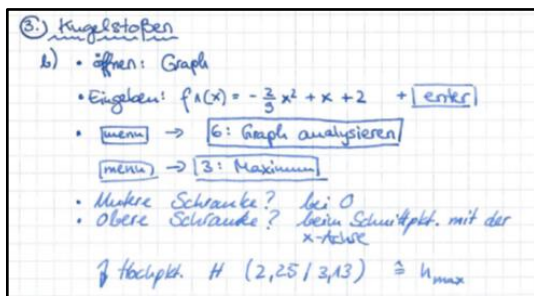 3.) Kugelstoßen
b) • öffnen: Graph
• Eingeben: f1(x) = - 2/9 x² + x + 2 + enter
• menu → 6: Graph analysieren
menu → 3: Maximum
• Untere Schranke? bei 0
• Obere Schranke? beim Schnittpkt. mit der
x-Achse
Hochpkt. H (2,25 / 3,13) ≙ hmax